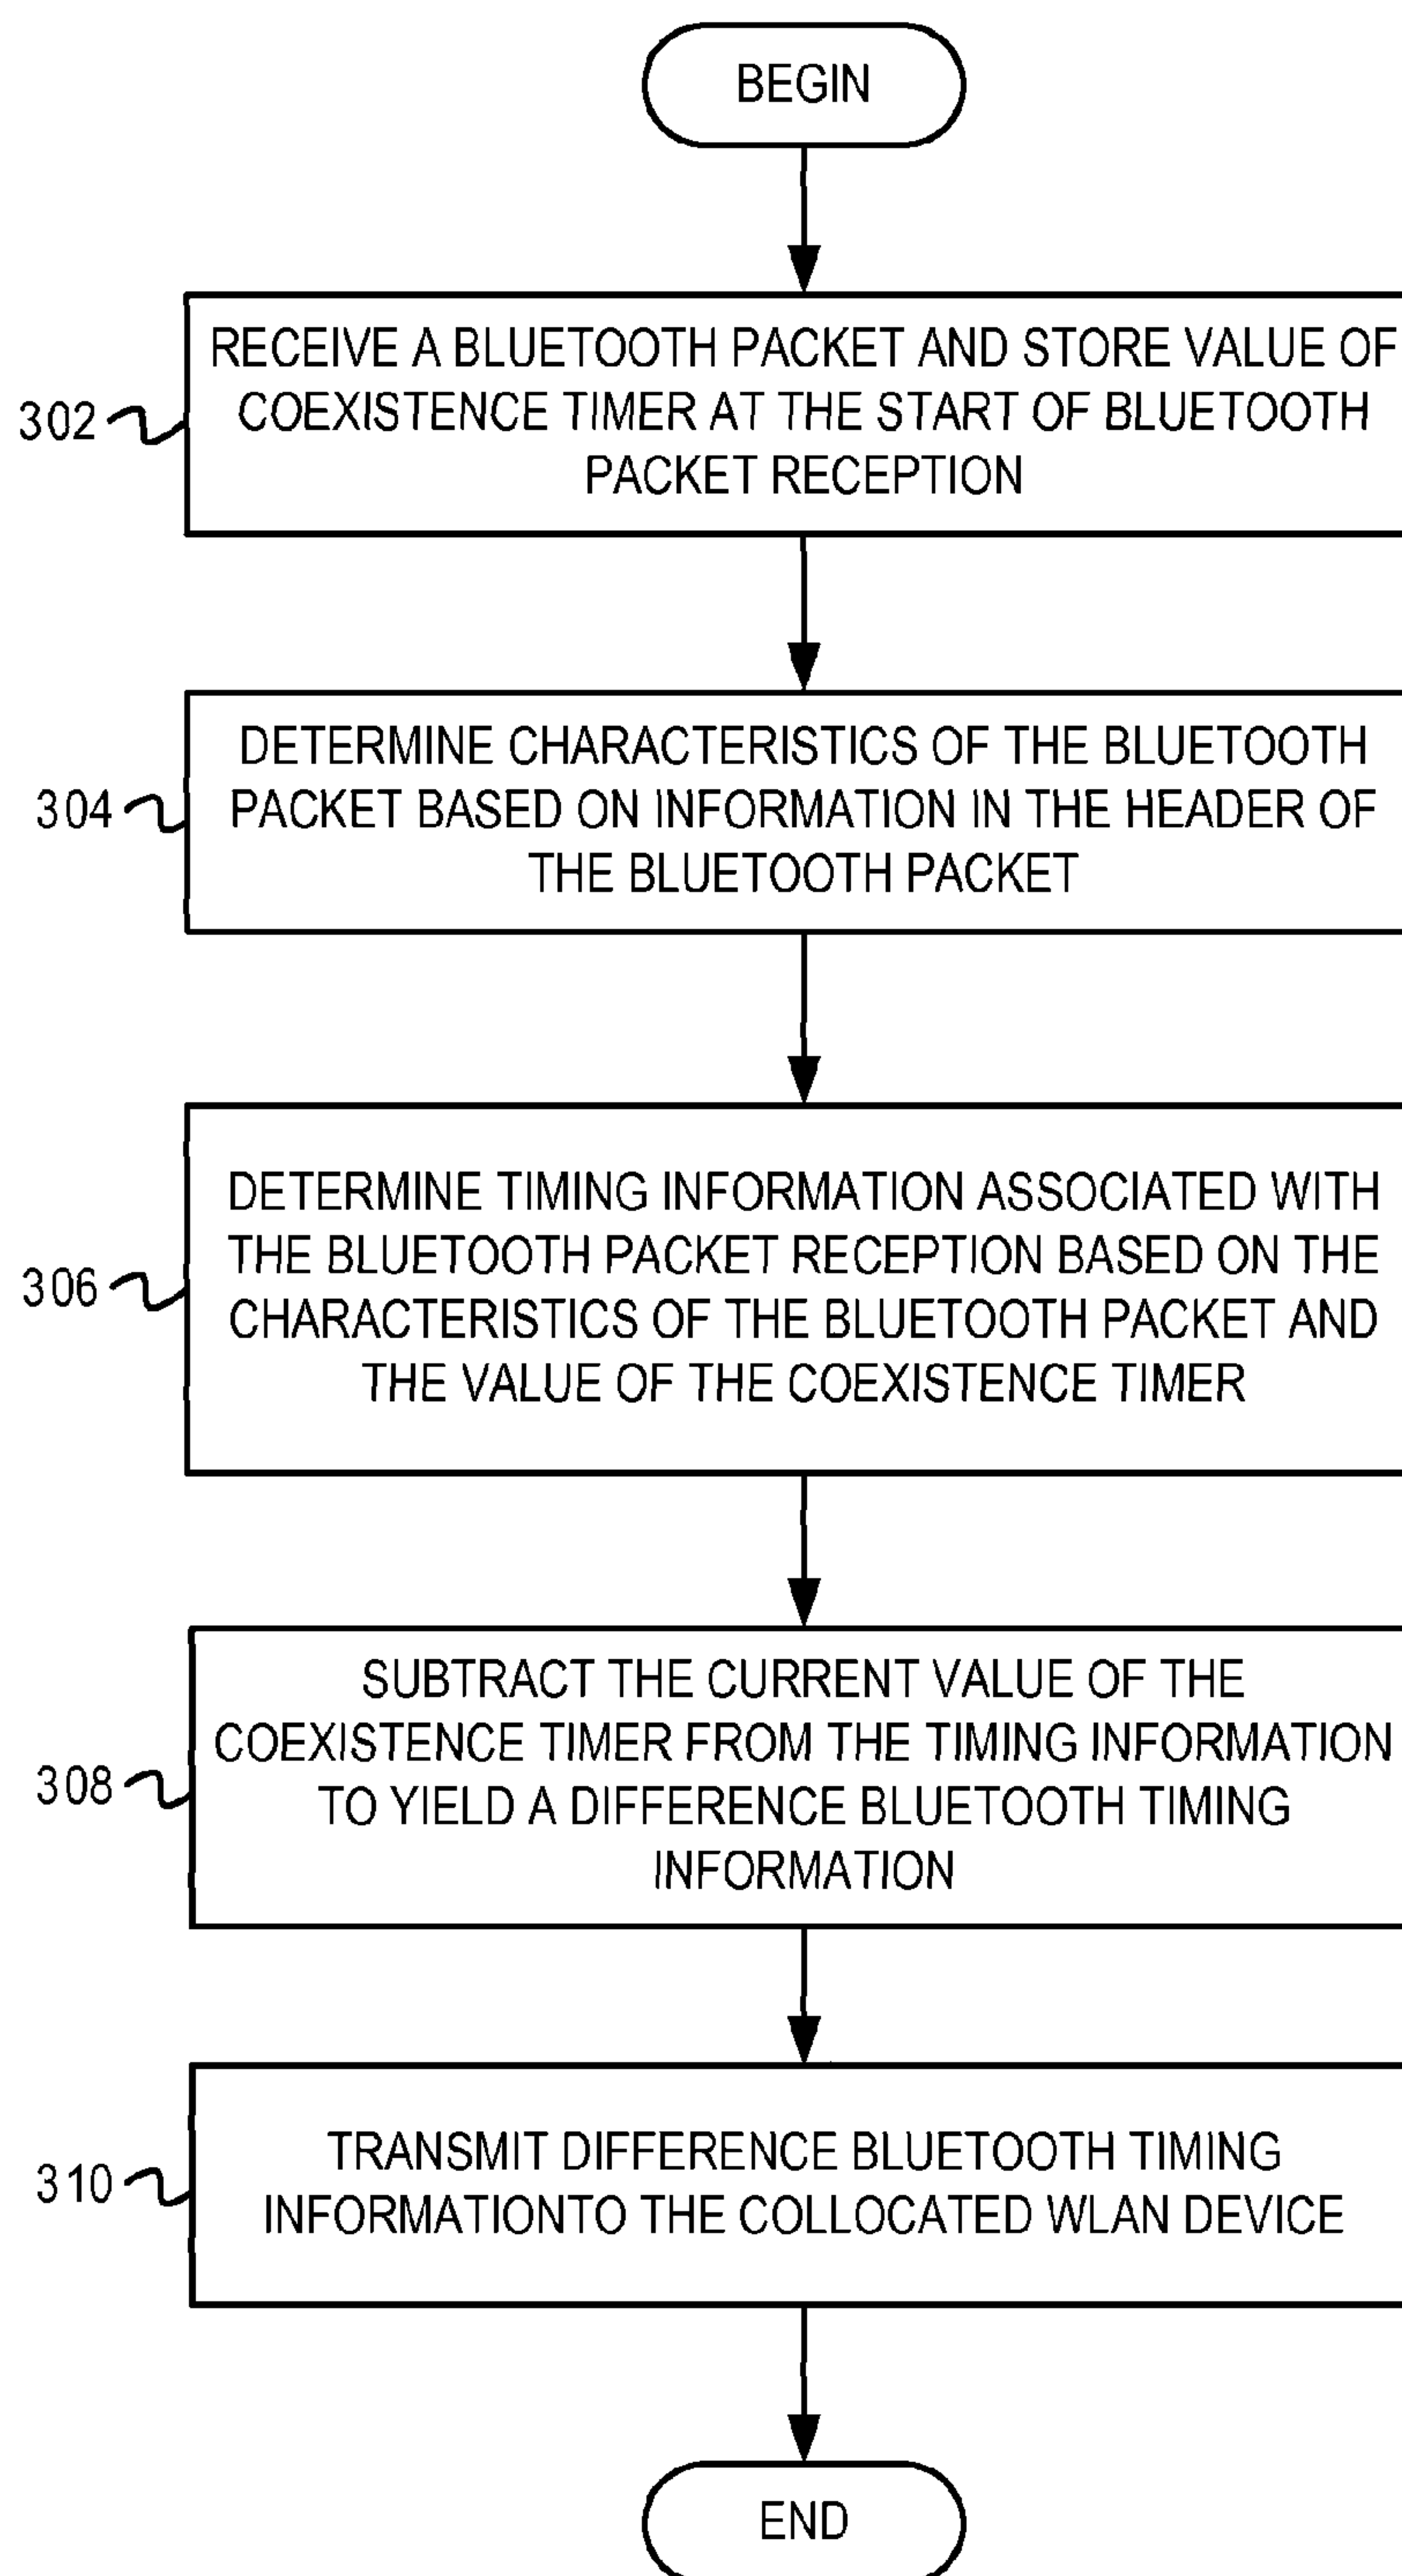 BEGIN
RECEIVE A BLUETOOTH PACKET AND STORE VALUE OF
COEXISTENCE TIMER AT THE START OF BLUETOOTH
PACKET RECEPTION
302
DETERMINE CHARACTERISTICS OF THE BLUETOOTH
PACKET BASED ON INFORMATION IN THE HEADER OF
THE BLUETOOTH PACKET
304
DETERMINE TIMING INFORMATION ASSOCIATED WITH
THE BLUETOOTH PACKET RECEPTION BASED ON THE
CHARACTERISTICS OF THE BLUETOOTH PACKET AND
THE VALUE OF THE COEXISTENCE TIMER
306
SUBTRACT THE CURRENT VALUE OF THE
COEXISTENCE TIMER FROM THE TIMING INFORMATION
TO YIELD A DIFFERENCE BLUETOOTH TIMING
INFORMATION
308
TRANSMIT DIFFERENCE BLUETOOTH TIMING
INFORMATIONTO THE COLLOCATED WLAN DEVICE
310
END